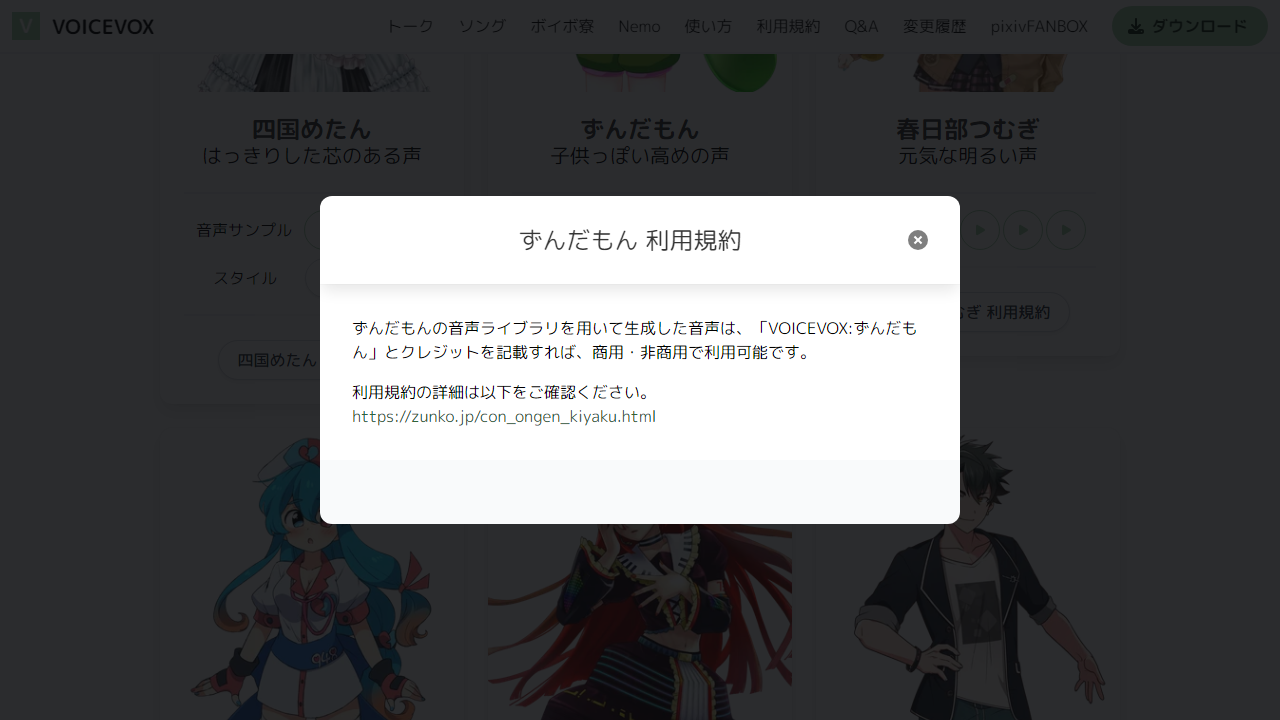 VOICEVOX
トーク ソング ボイボ寮 Nemo 使い方 利用規約 Q&A 変更履歴 pixivFANBOX ダウンロード
四国めたん
はっきりした芯のある声
ずんだもん
子供っぽい高めの声
春日部つむぎ
元気な明るい声
音声サンプル
スタイル
四国めたん
むぎ 利用規約
ずんだもん 利用規約
ずんだもんの音声ライブラリを用いて生成した音声は、「VOICEVOX:ずんだも
ん」とクレジットを記載すれば、商用・非商用で利用可能です。
利用規約の詳細は以下をご確認ください。
https://zunko.jp/con_ongen_kiyaku.html